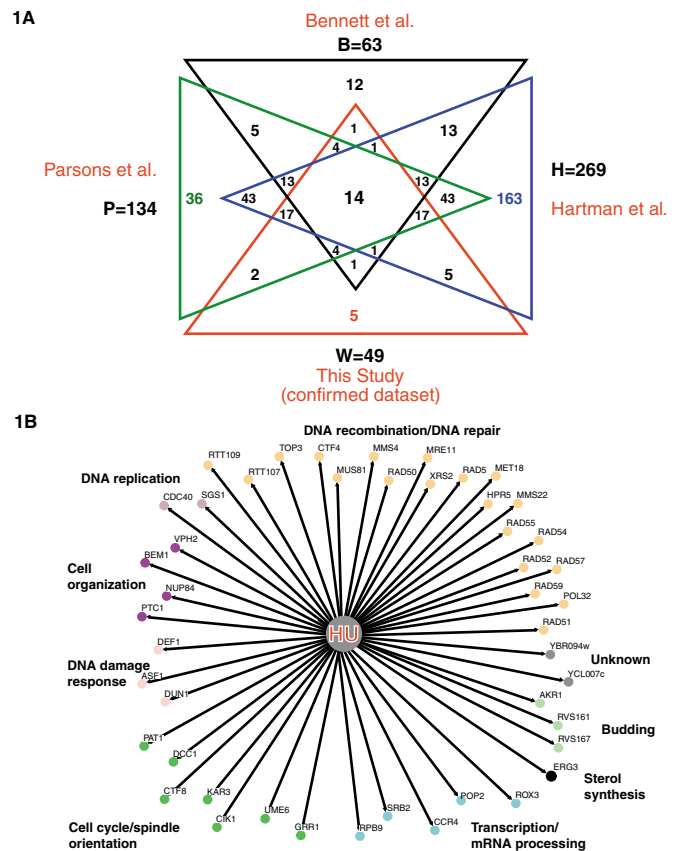 1A
Bennett et al.
B=63
12
5
1
13
4
1
Parsons et al.
P=134
36
43
13
14
13
43
163
H=269
Hartman et al.
17
17
4
1
1
2
5
5
W=49
This Study
(confirmed dataset)
1B
DNA recombination/DNA repair
RTT109
TOP3
CTF4
MMS4
MRE11
RTT107
MUS81
RAD50
XRS2
RAD5
MET18
DNA replication
CDC40
SGS1
HPR5
MMS22
RAD55
RAD54
VPH2
BEM1
Cell
organization
NUP84
PTC1
RAD52
RAD57
RAD59
POL32
RAD51
HU
DEF1
DNA damage
response
ASF1
DUN1
YBR094w
Unknown
YCL007c
AKR1
RVS161
Budding
RVS167
PAT1
DCC1
ERG3
Sterol
synthesis
CTF8
KAR3
CIK1
UME6
GRR1
RPB9
SRB2
CCR4
POP2
ROX3
Cell cycle/spindle
orientation
Transcription/
mRNA processing